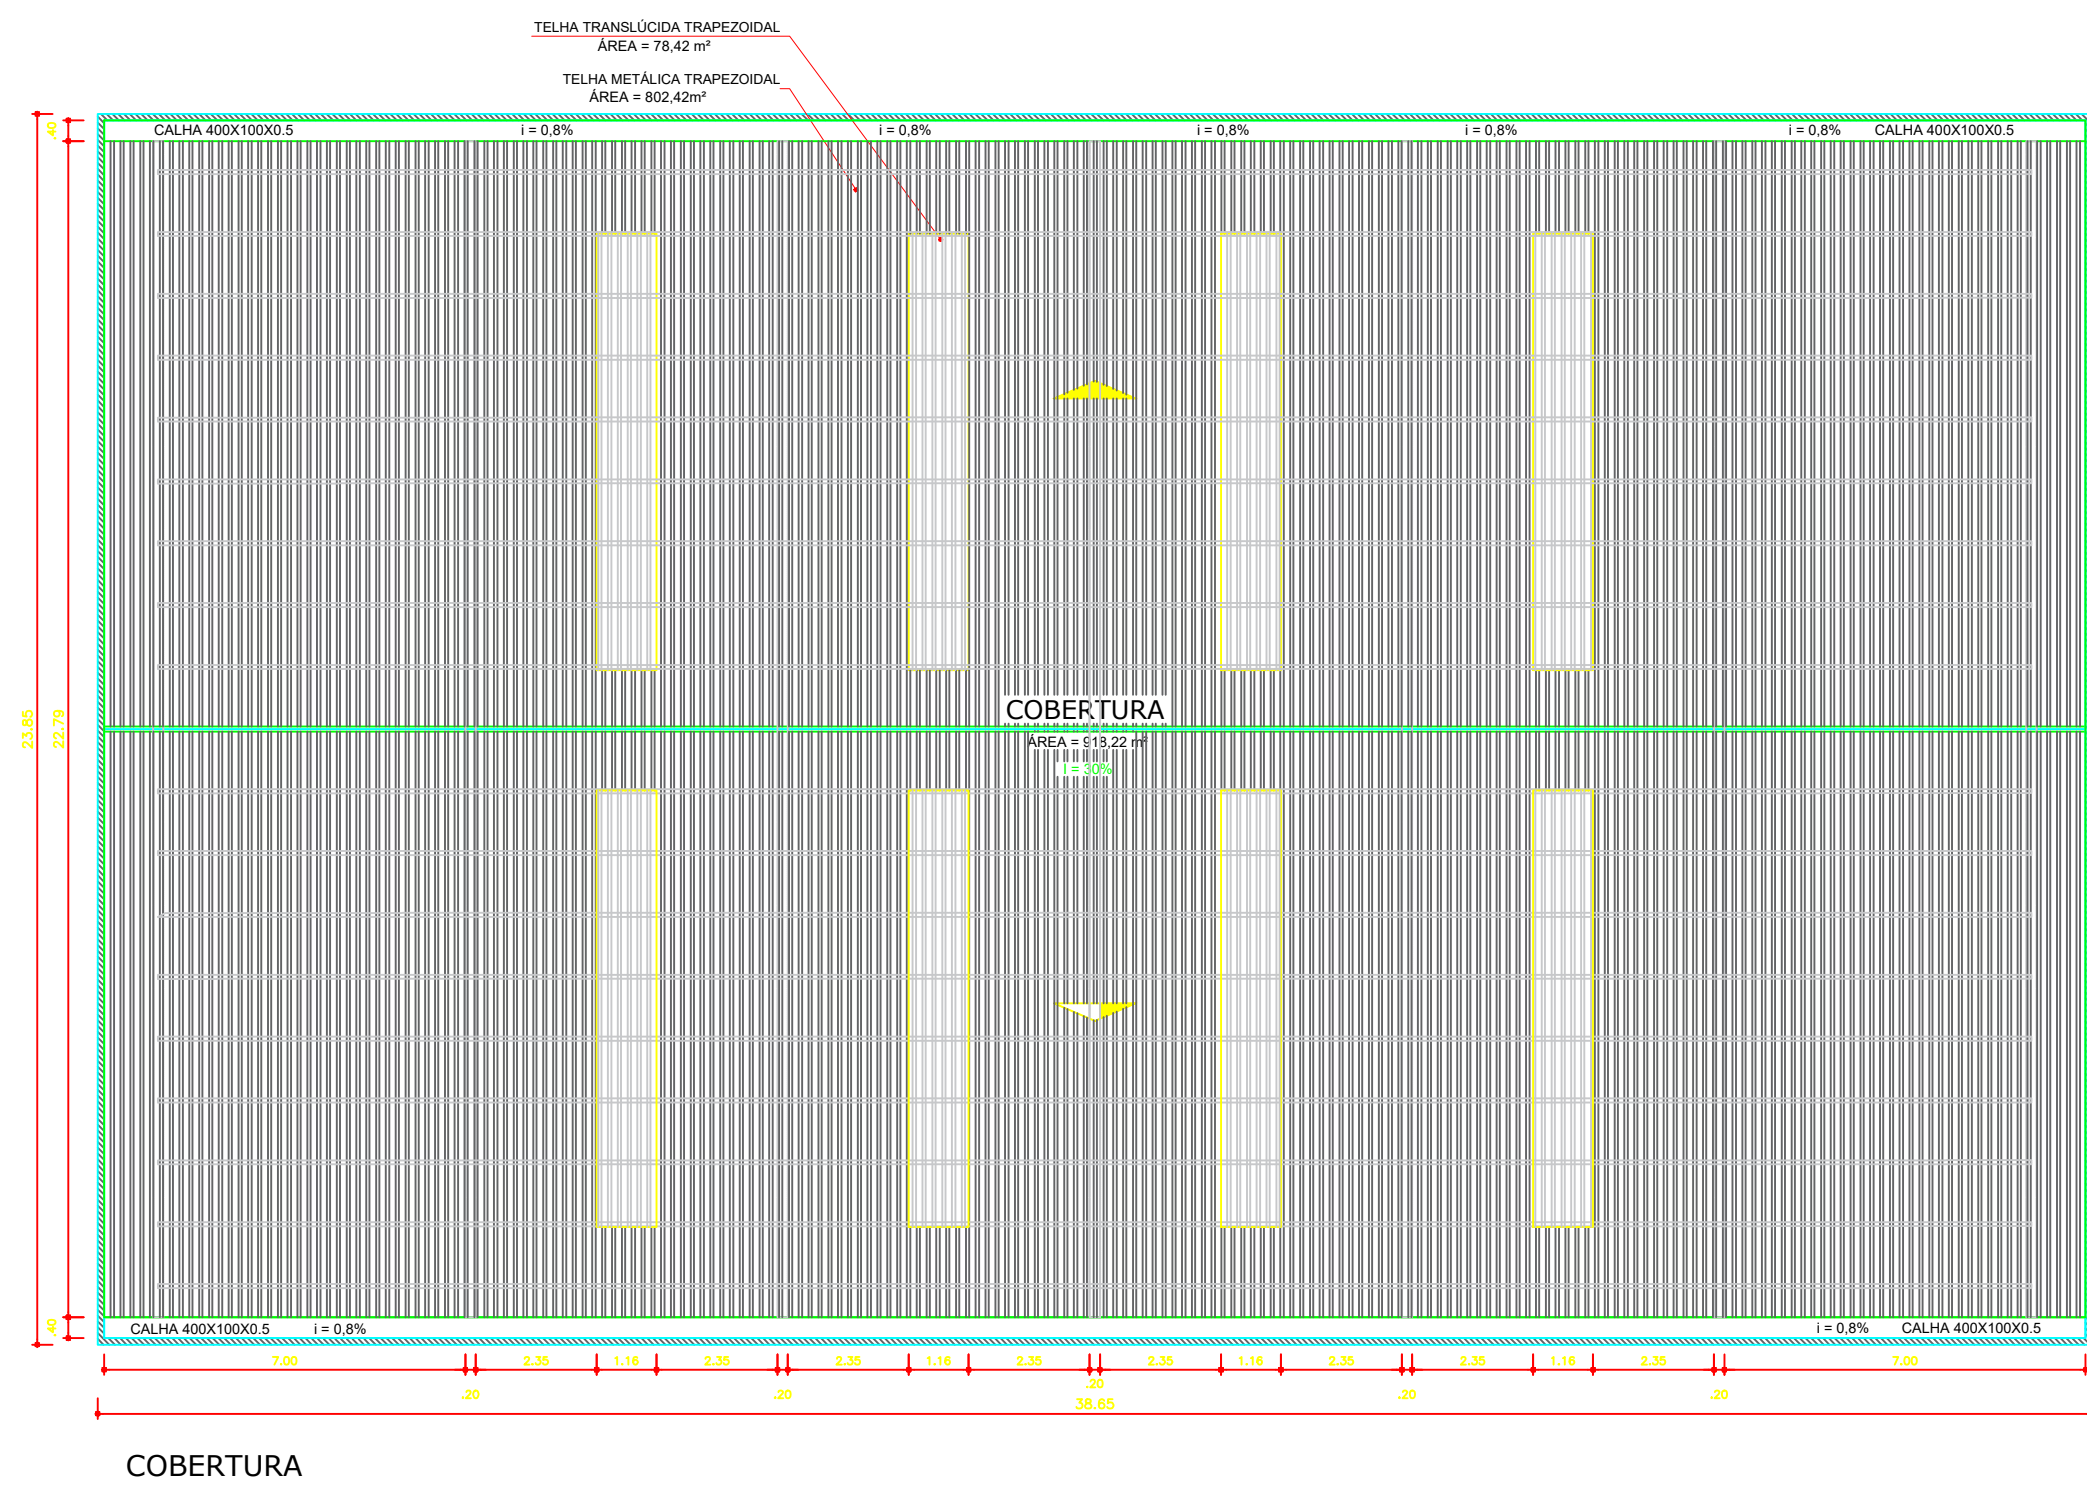 TELHA TRANSLÚCIDA TRAPEZOIDAL
ÁREA = 78,42 m²
TELHA METÁLICA TRAPEZOIDAL
ÁREA = 802,42m²
.40
CALHA 400X100X0.5 i = 0,8% i = 0,8% i = 0,8% i = 0,8% i = 0,8% CALHA 400X100X0.5
23.85
22.79
COBERTURA
ÁREA = 918,22 m²
I = 30%
.40
CALHA 400X100X0.5 i = 0,8% i = 0,8% CALHA 400X100X0.5
7.00 2.35 1.16 2.35 2.35 1.16 2.35 2.35 1.16 2.35 2.35 1.16 2.35 7.00
.20 .20 .20 .20 .20
38.65
COBERTURA